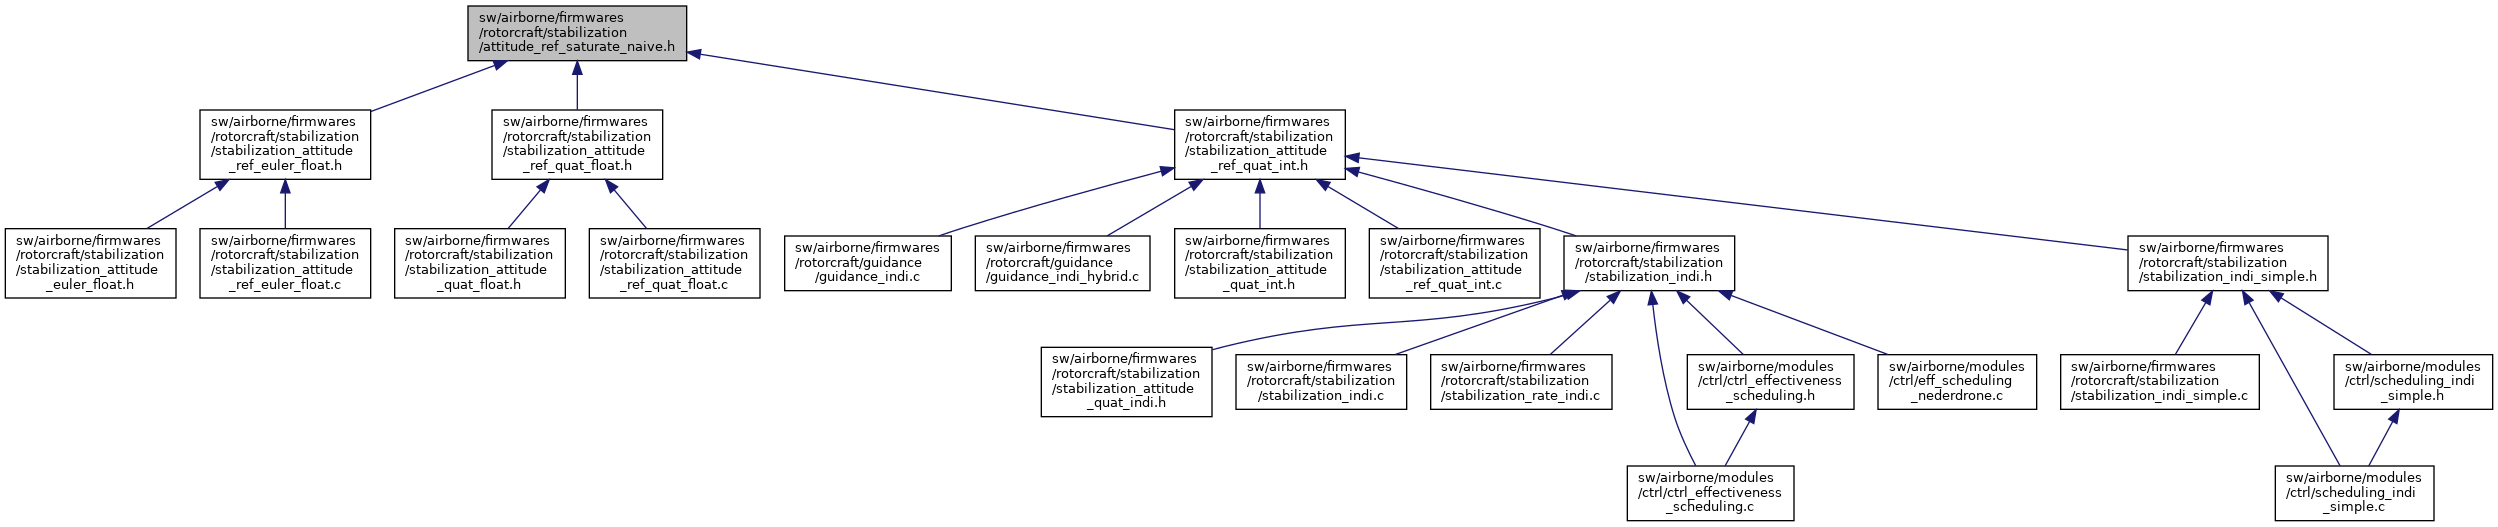 sw/airborne/firmwares
/rotorcraft/stabilization
/attitude_ref_saturate_naive.h
sw/airborne/firmwares
/rotorcraft/stabilization
/stabilization_attitude
_ref_euler_float.h
sw/airborne/firmwares
/rotorcraft/stabilization
/stabilization_attitude
_ref_quat_float.h
sw/airborne/firmwares
/rotorcraft/stabilization
/stabilization_attitude
_ref_quat_int.h
sw/airborne/firmwares
/rotorcraft/stabilization
/stabilization_attitude
_euler_float.h
sw/airborne/firmwares
/rotorcraft/stabilization
/stabilization_attitude
_ref_euler_float.c
sw/airborne/firmwares
/rotorcraft/stabilization
/stabilization_attitude
_quat_float.h
sw/airborne/firmwares
/rotorcraft/stabilization
/stabilization_attitude
_ref_quat_float.c
sw/airborne/firmwares
/rotorcraft/guidance
/guidance_indi.c
sw/airborne/firmwares
/rotorcraft/guidance
/guidance_indi_hybrid.c
sw/airborne/firmwares
/rotorcraft/stabilization
/stabilization_attitude
_quat_int.h
sw/airborne/firmwares
/rotorcraft/stabilization
/stabilization_attitude
_ref_quat_int.c
sw/airborne/firmwares
/rotorcraft/stabilization
/stabilization_indi.h
sw/airborne/firmwares
/rotorcraft/stabilization
/stabilization_indi_simple.h
sw/airborne/firmwares
/rotorcraft/stabilization
/stabilization_attitude
_quat_indi.h
sw/airborne/firmwares
/rotorcraft/stabilization
/stabilization_indi.c
sw/airborne/firmwares
/rotorcraft/stabilization
/stabilization_rate_indi.c
sw/airborne/modules
/ctrl/ctrl_effectiveness
_scheduling.h
sw/airborne/modules
/ctrl/eff_scheduling
_nederdrone.c
sw/airborne/firmwares
/rotorcraft/stabilization
/stabilization_indi_simple.c
sw/airborne/modules
/ctrl/scheduling_indi
_simple.h
sw/airborne/modules
/ctrl/ctrl_effectiveness
_scheduling.c
sw/airborne/modules
/ctrl/scheduling_indi
_simple.c